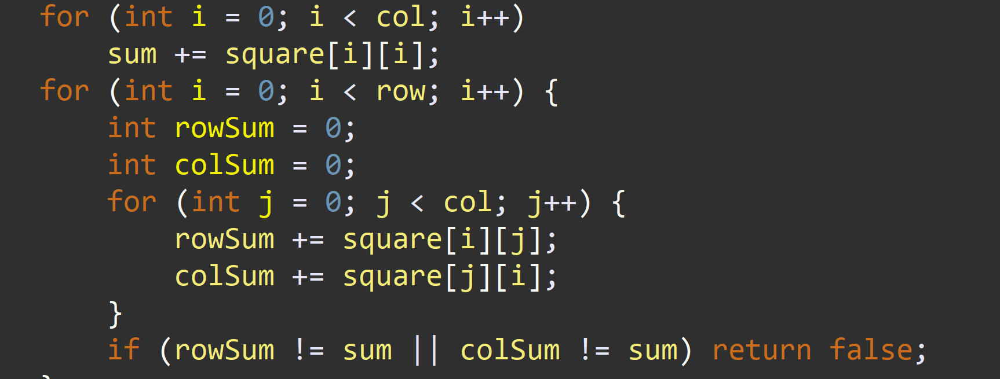 for (int i = 0; i < col; i++)
    sum += square[i][i];
for (int i = 0; i < row; i++) {
    int rowSum = 0;
    int colSum = 0;
    for (int j = 0; j < col; j++) {
        rowSum += square[i][j];
        colSum += square[j][i];
    }
    if (rowSum != sum || colSum != sum) return false;
}